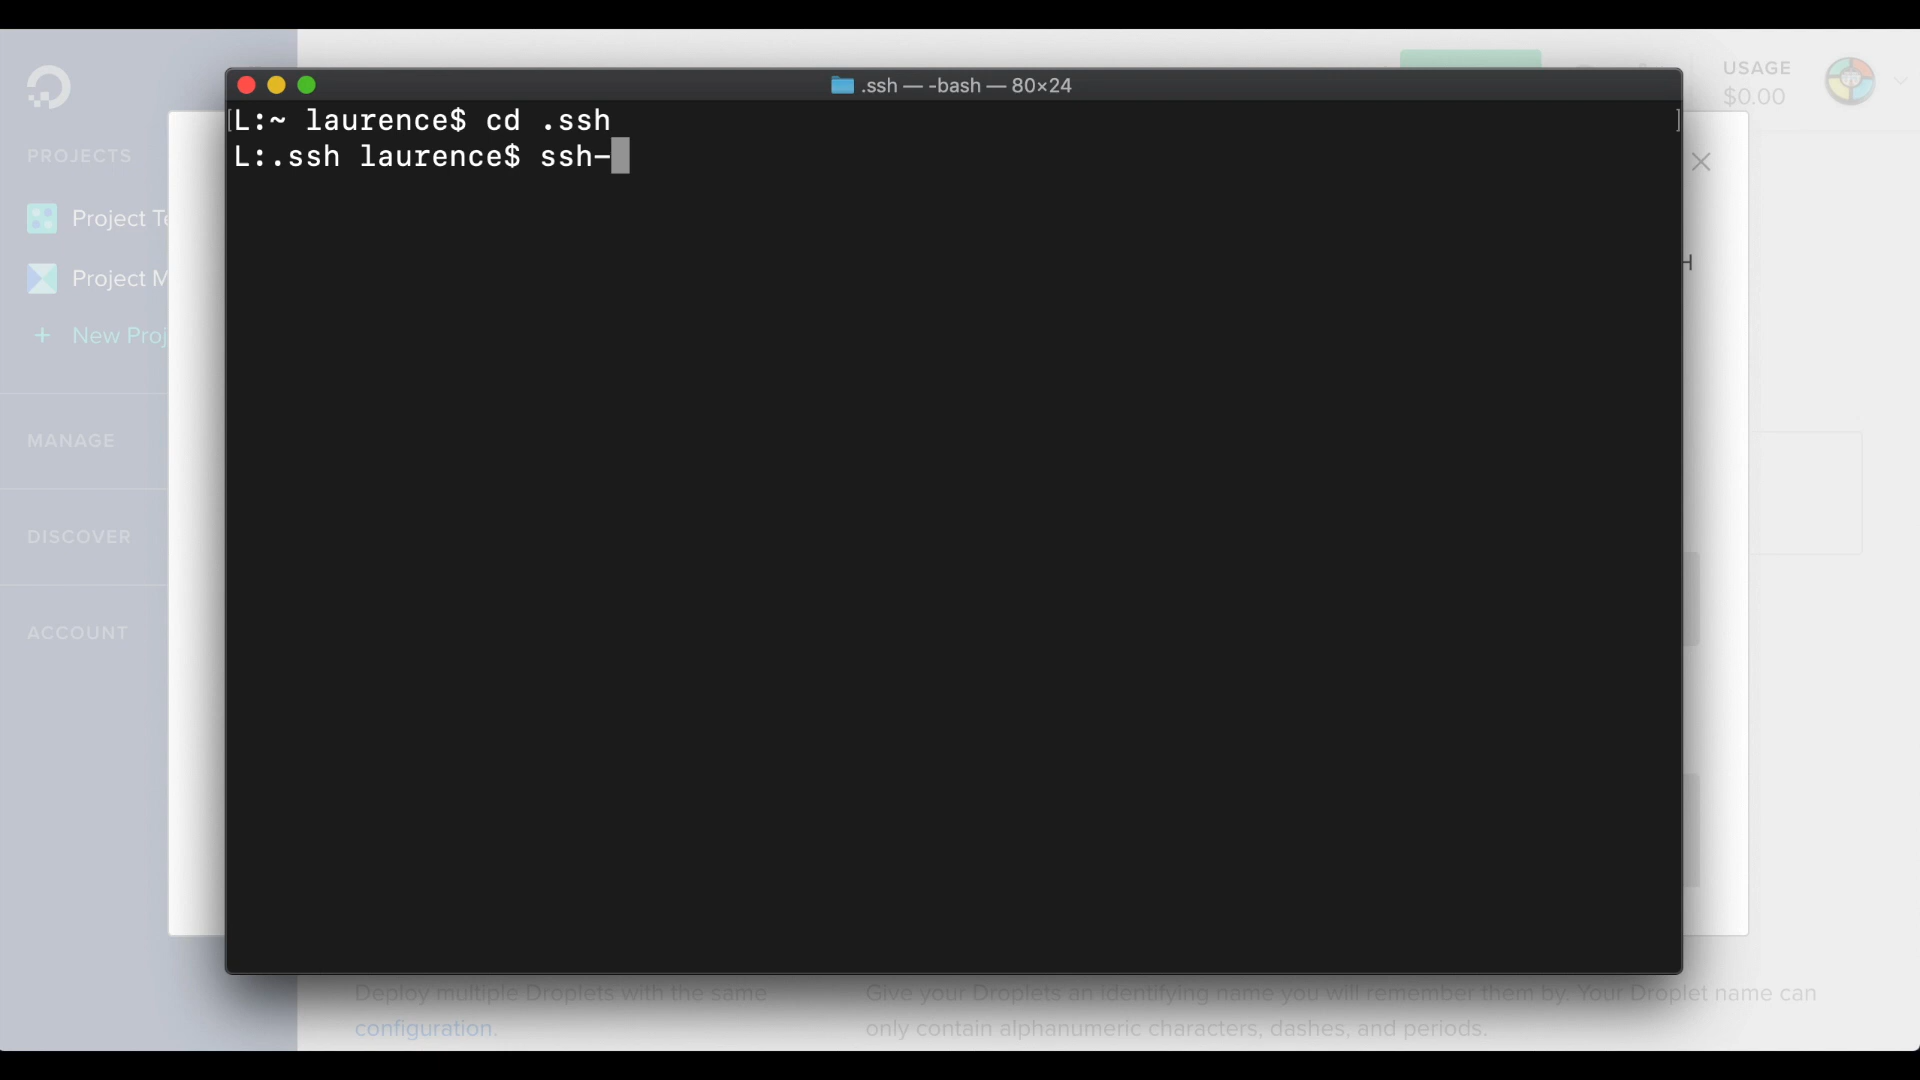 .ssh — -bash — 80×24
L:~ laurence$ cd .ssh
L:.ssh laurence$ ssh-
USAGE
$0.00
PROJECTS
Project
Project
+ New
MANAGE
DISCOVER
ACCOUNT
Deploy multiple Droplets with the same
configuration.
Give your Droplets an identifying name you will remember them by. Your Droplet name can
only contain alphanumeric characters, dashes, and periods.